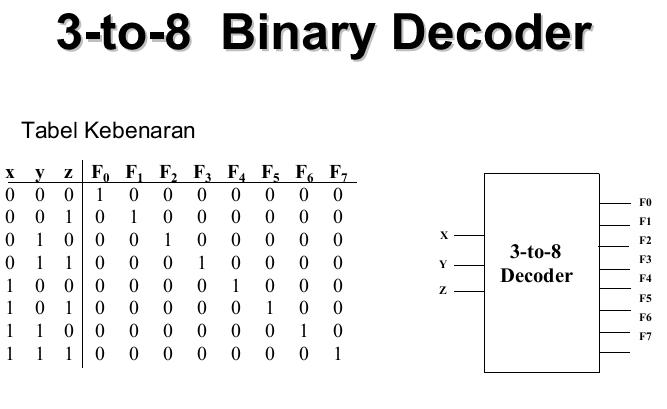 3-to-8 Binary Decoder
Tabel Kebenaran
x y z F0 F1 F2 F3 F4 F5 F6 F7
0 0 0 1 0 0 0 0 0 0 0
0 0 1 0 1 0 0 0 0 0 0
0 1 0 0 0 1 0 0 0 0 0
0 1 1 0 0 0 1 0 0 0 0
1 0 0 0 0 0 0 1 0 0 0
1 0 1 0 0 0 0 0 1 0 0
1 1 0 0 0 0 0 0 0 1 0
1 1 1 0 0 0 0 0 0 0 1
X
Y
Z
3-to-8
Decoder
F0
F1
F2
F3
F4
F5
F6
F7